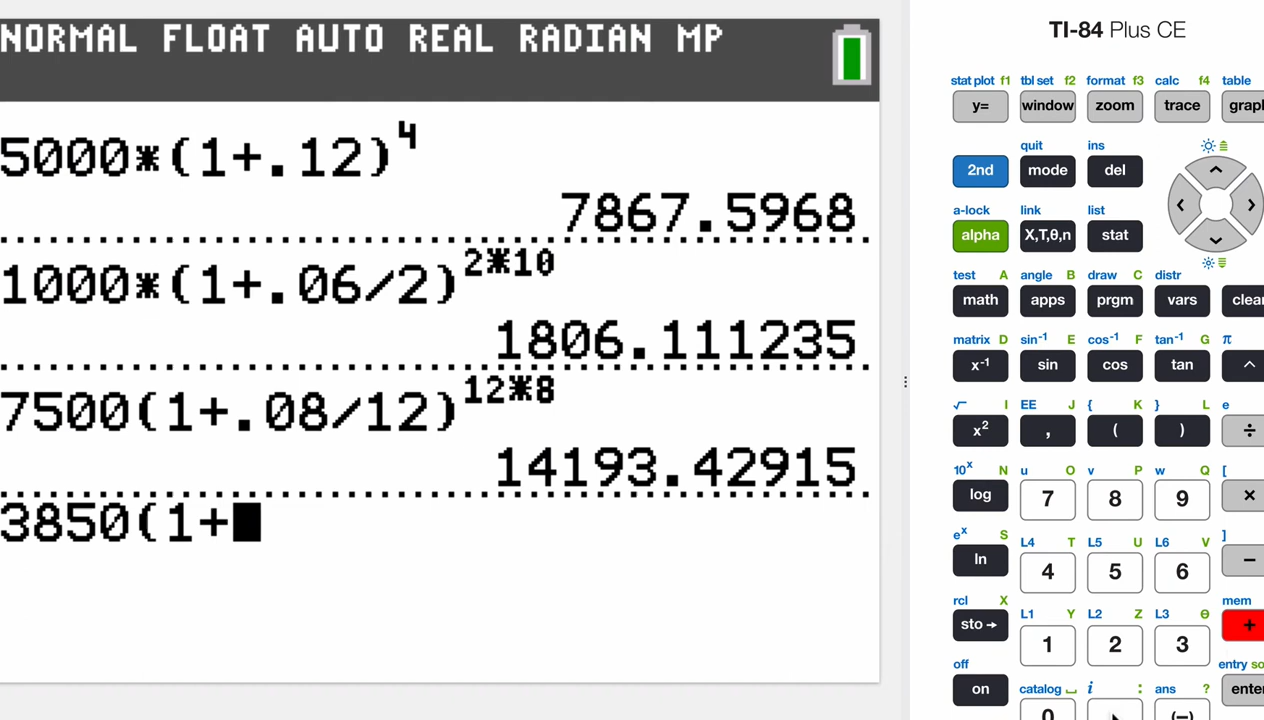 NORMAL FLOAT AUTO REAL RADIAN MP
5000*(1+.12)^4
7867.5968
1000*(1+.06/2)^2*10
1806.111235
7500(1+.08/12)^12*8
14193.42915
3850(1+
TI-84 Plus CE
stat plot f1 tbl set f2 format f3 calc f4 table
y= window zoom trace
quit ins
2nd mode del
a-lock link list
alpha X,T,θ,n stat
test A angle B draw C distr
math apps prgm vars
matrix D sin⁻¹ E cos⁻¹ F tan⁻¹ G π
x⁻¹ sin cos tan ^
√ I EE J { K } L e
x² , ( ) ÷
10ˣ N u O v P w Q [
log 7 8 9 ×
eˣ S L4 T L5 U L6 V ]
ln 4 5 6 −
rcl X L1 Y L2 Z L3 θ mem
sto→ 1 2 3 +
off catalog i : ans ? entry
on 0 (−)